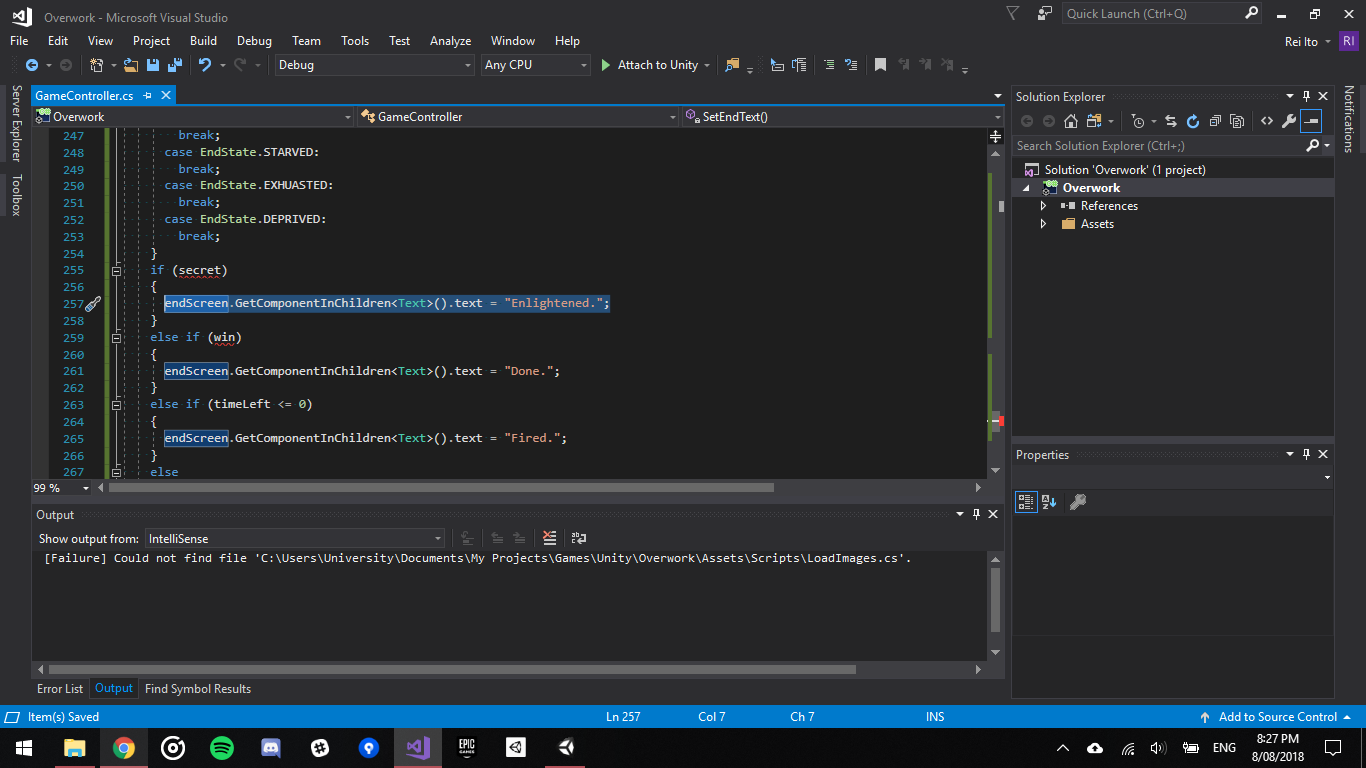 Overwork - Microsoft Visual Studio
Quick Launch (Ctrl+Q)
File Edit View Project Build Debug Team Tools Test Analyze Window Help
Rei Ito RI
Debug Any CPU Attach to Unity
Server Explorer
Toolbox
GameController.cs
Overwork GameController SetEndText()
247 break;
248 case EndState.STARVED:
249 break;
250 case EndState.EXHUASTED:
251 break;
252 case EndState.DEPRIVED:
253 break;
254 }
255 if (secret)
256 {
257 endScreen.GetComponentInChildren<Text>().text = "Enlightened.";
258 }
259 else if (win)
260 {
261 endScreen.GetComponentInChildren<Text>().text = "Done.";
262 }
263 else if (timeLeft <= 0)
264 {
265 endScreen.GetComponentInChildren<Text>().text = "Fired.";
266 }
267 else
99 %
Output
Show output from: IntelliSense
[Failure] Could not find file 'C:\Users\University\Documents\My Projects\Games\Unity\Overwork\Assets\Scripts\LoadImages.cs'.
Error List Output Find Symbol Results
Solution Explorer
Search Solution Explorer (Ctrl+;)
Solution 'Overwork' (1 project)
Overwork
References
Assets
Properties
Notifications
Item(s) Saved Ln 257 Col 7 Ch 7 INS Add to Source Control
EPIC GAMES
ENG
8:27 PM
8/08/2018